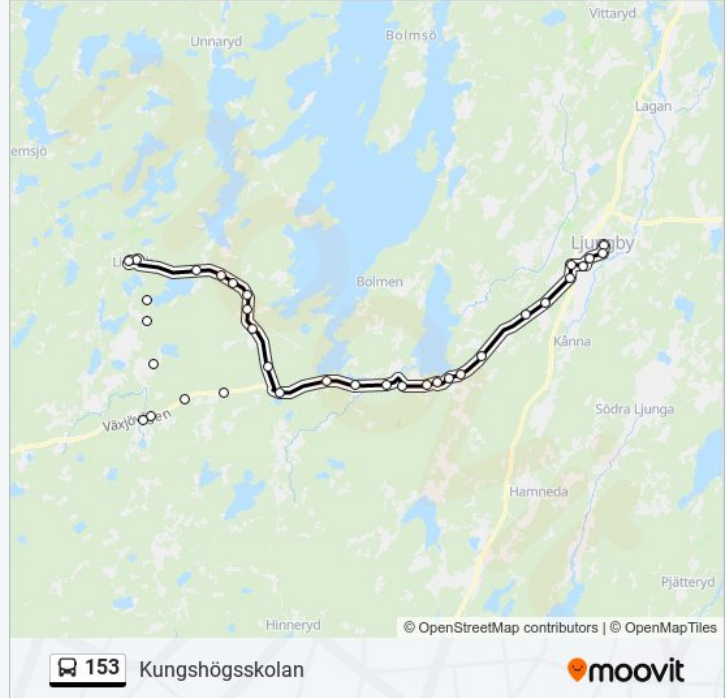 Vittaryd
Bolmsö
Unnaryd
Lagan
emsjö
Ljungby
Li
Bolmen
Kånna
Södra Ljunga
Växjövägen
Hamneda
Pjätteryd
Hinneryd
© OpenStreetMap contributors | © OpenMapTiles
153 Kungshögsskolan
moovit